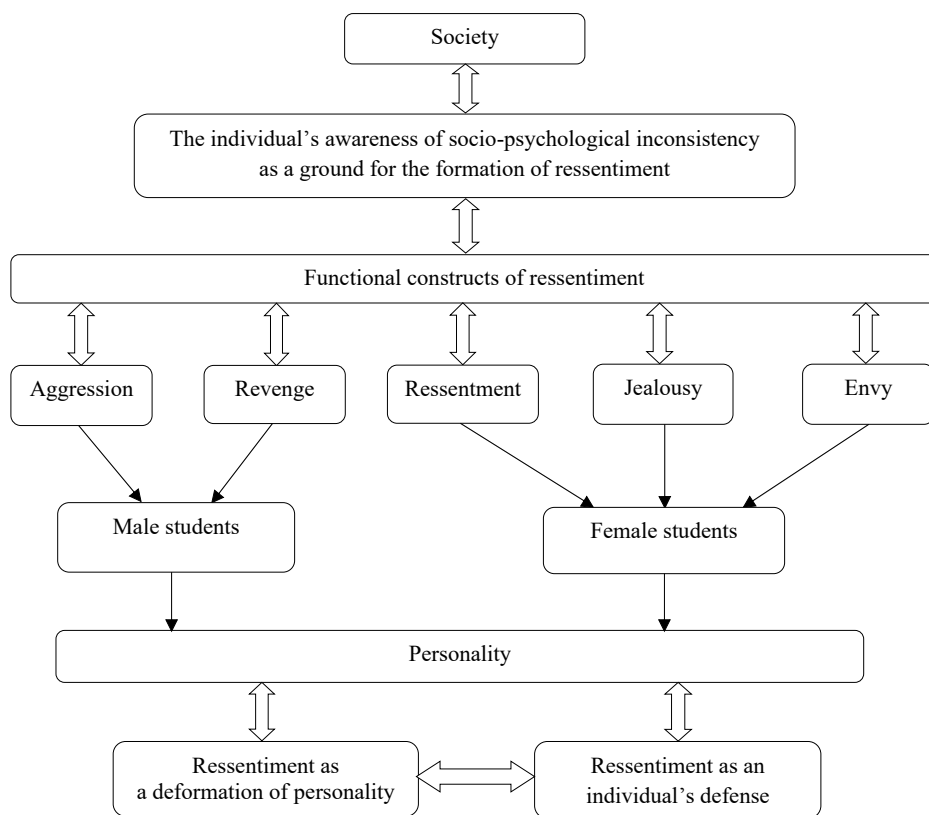 Society
The individual’s awareness of socio-psychological inconsistency
as a ground for the formation of ressentiment
Functional constructs of ressentiment
Aggression
Revenge
Ressentment
Jealousy
Envy
Male students
Female students
Personality
Ressentiment as
a deformation of personality
Ressentiment as an
individual’s defense